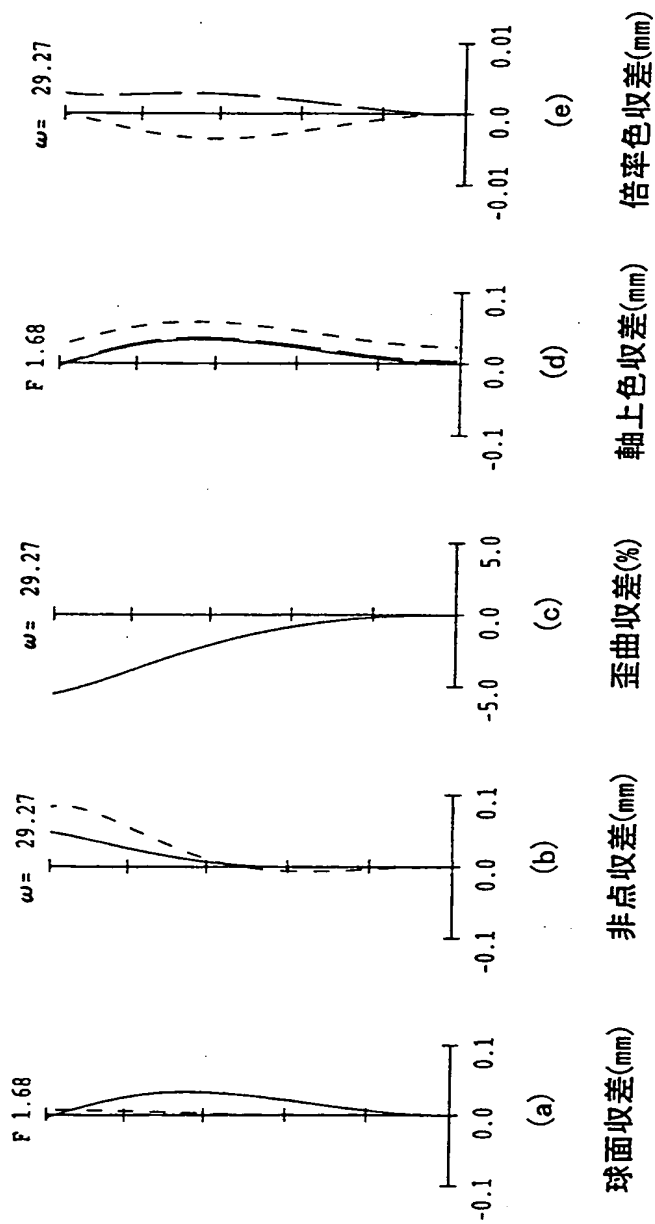 F 1.68
-0.1
0.0
0.1
(a)
球面収差(mm)
ω= 29.27
-0.1
0.0
0.1
(b)
非点収差(mm)
ω= 29.27
-5.0
0.0
5.0
(c)
歪曲収差(%)
F 1.68
-0.1
0.0
0.1
(d)
軸上色収差(mm)
ω= 29.27
-0.01
0.0
0.01
(e)
倍率色収差(mm)